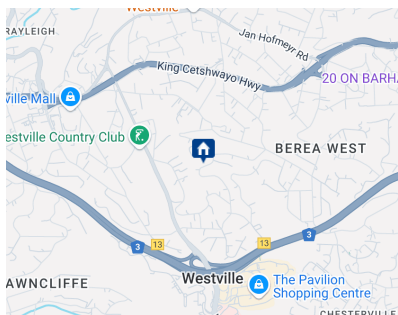 Westville
RAYLEIGH
Jan Hofmeyr Rd
King Cetshwayo Hwy
20 ON BARHA
ville Mall
estville Country Club
BEREA WEST
3
13
13
3
AWNCLIFFE
Westville
The Pavilion
Shopping Centre
CHESTERVILLE